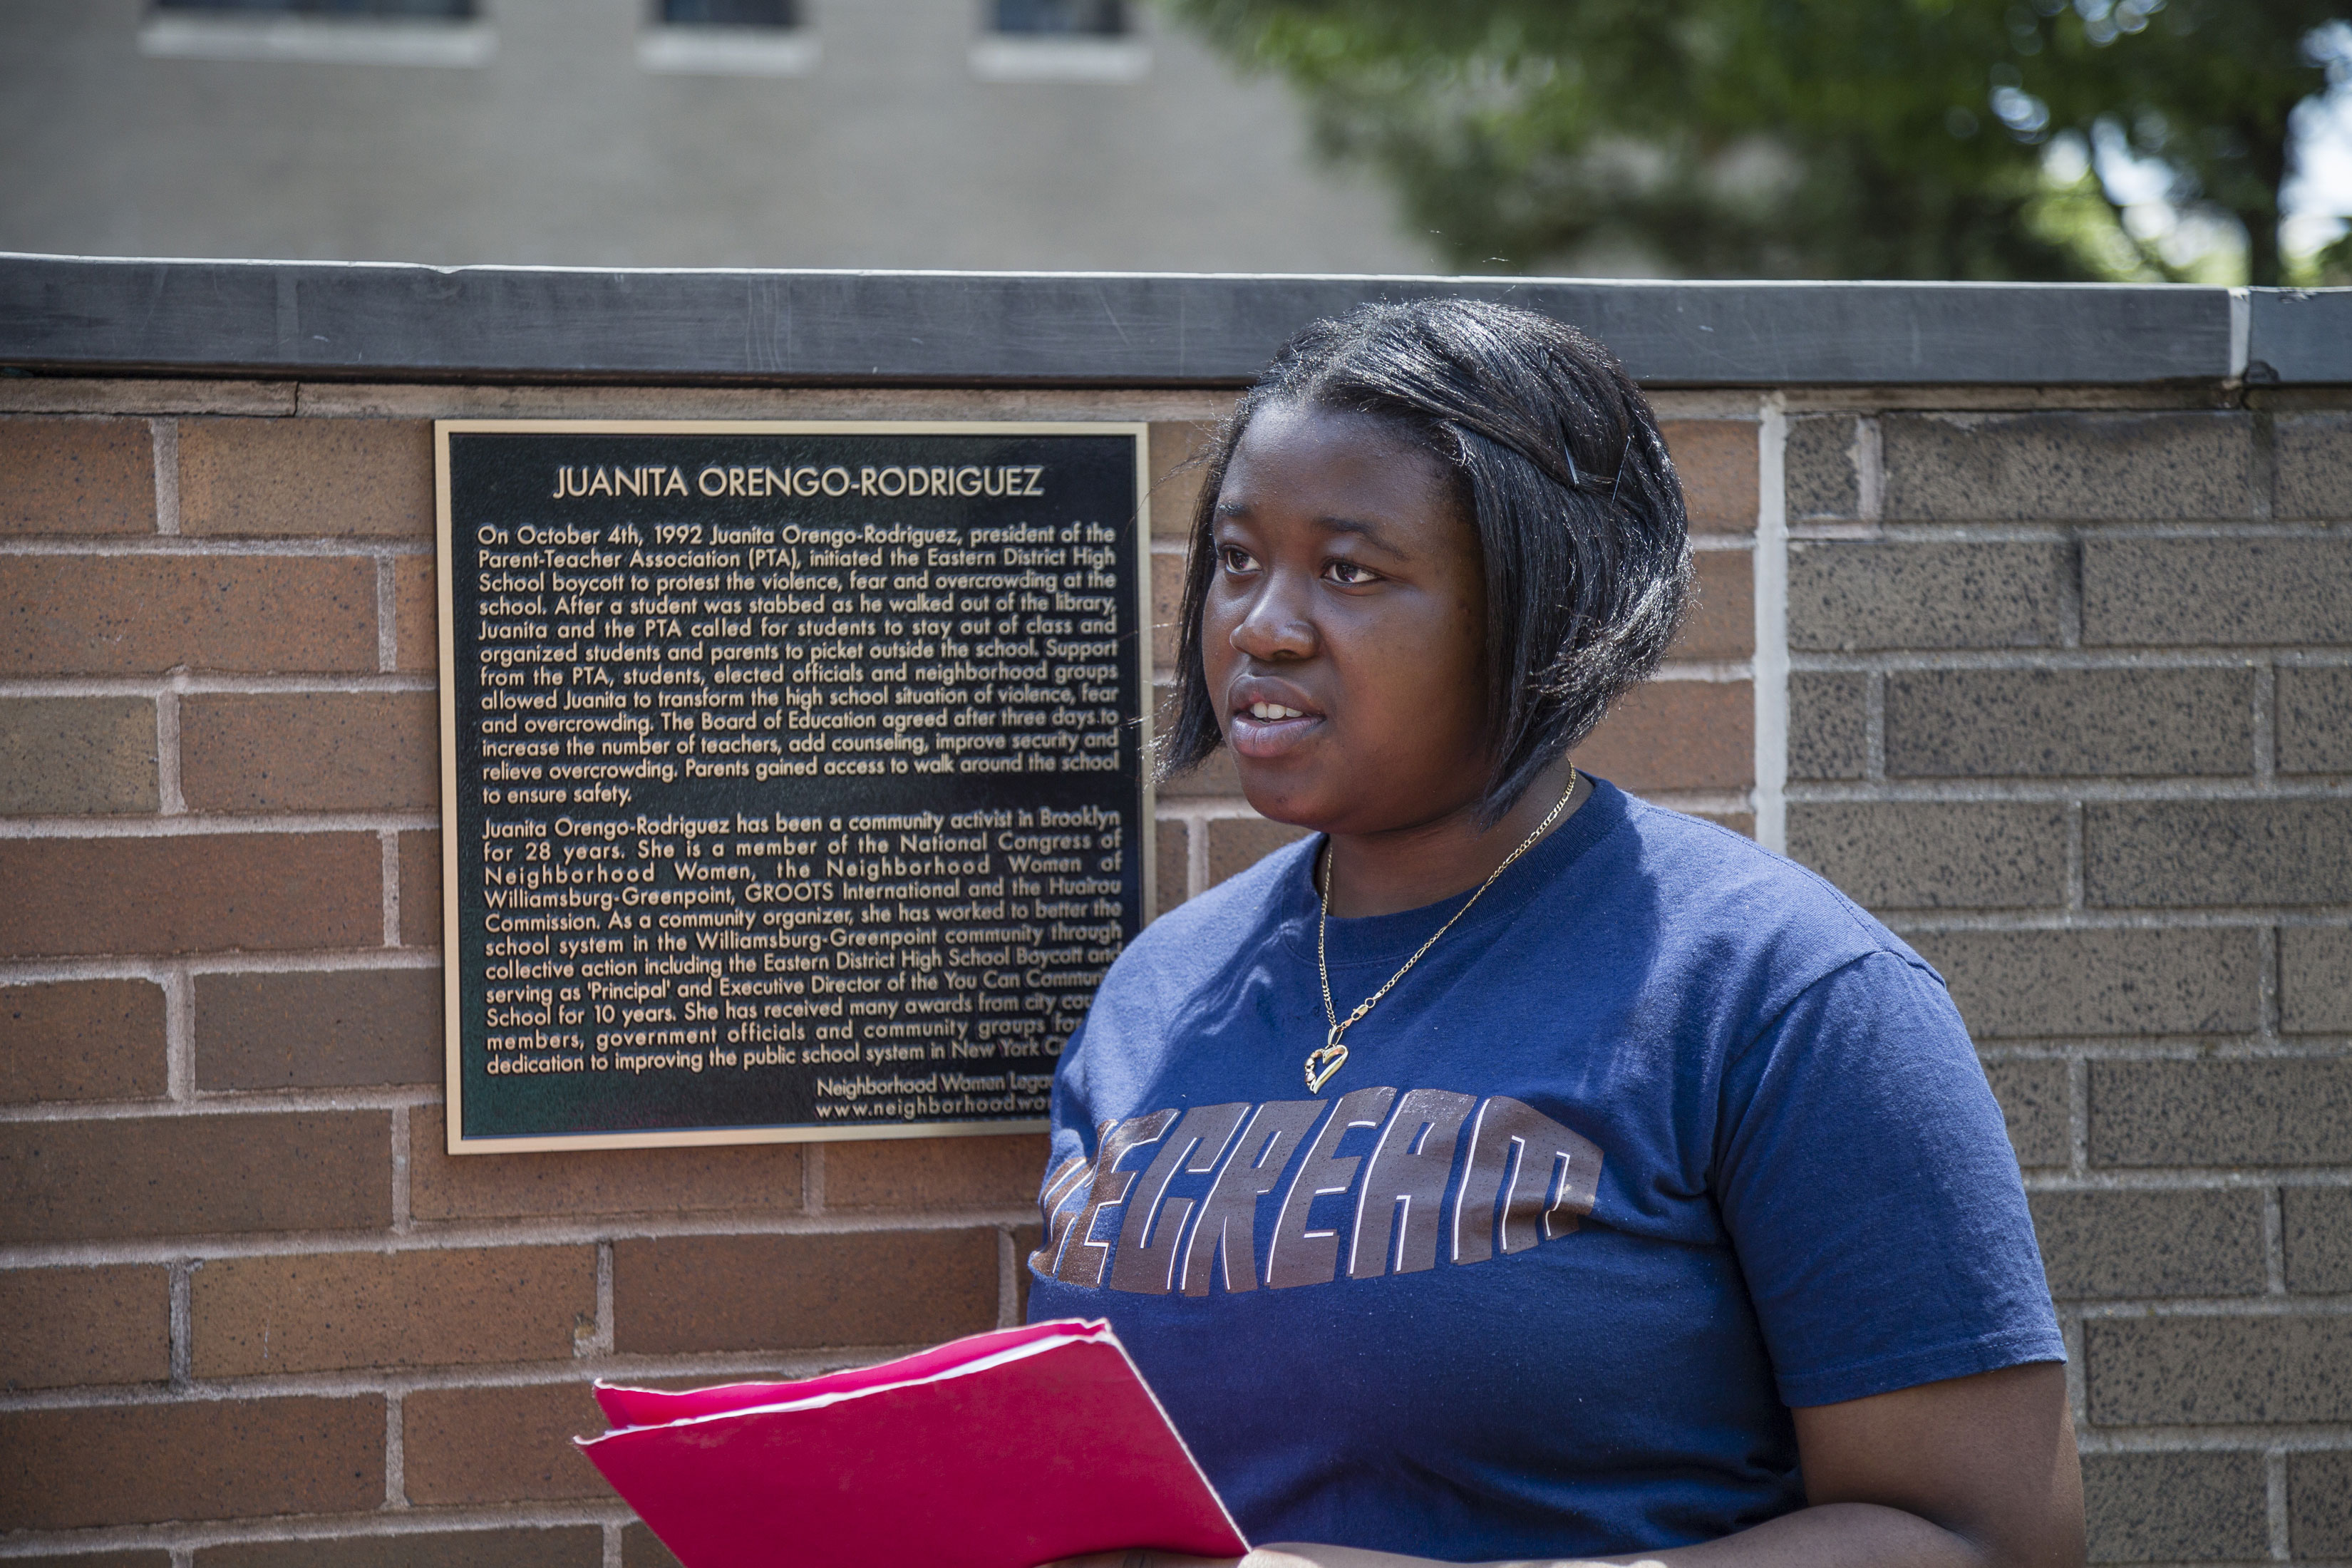 JUANITA ORENGO-RODRIGUEZ
On October 4th, 1992 Juanita Orengo-Rodriguez, president of the
Parent-Teacher Association (PTA), initiated the Eastern District High
School boycott to protest the violence, fear and overcrowding at the
school. After a student was stabbed as he walked out of the library,
Juanita and the PTA called for students to stay out of class and
organized students and parents to picket outside the school. Support
from the PTA, students, elected officials and neighborhood groups
allowed Juanita to transform the high school situation of violence, fear
and overcrowding. The Board of Education agreed after three days to
increase the number of teachers, add counseling, improve security and
relieve overcrowding. Parents gained access to walk around the school
to ensure safety.
Juanita Orengo-Rodriguez has been a community activist in Brooklyn
for 28 years. She is a member of the National Congress of
Neighborhood Women, the Neighborhood Women of
Williamsburg-Greenpoint, GROOTS International and the Huairou
Commission. As a community organizer, she has worked to better the
school system in the Williamsburg-Greenpoint community through
collective action including the Eastern District High School Boycott and
serving as 'Principal' and Executive Director of the You Can Commun
School for 10 years. She has received many awards from city cou
members, government officials and community groups for
dedication to improving the public school system in New York Ci
Neighborhood Women Lega
www.neighborhood.wo
ICECREAM